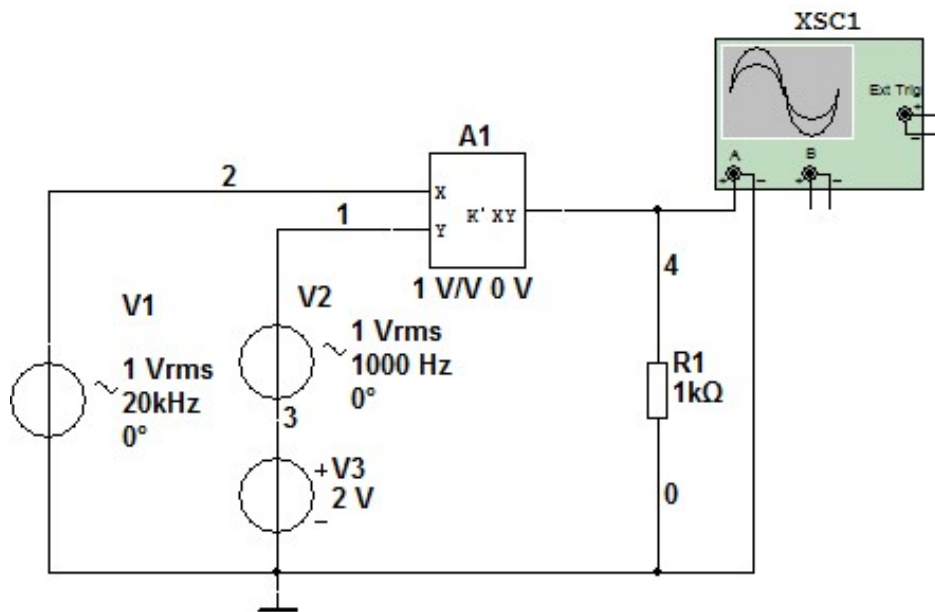 XSC1
Ext Trig
+
−
A
B
+ −
+ −
A1
2
X
1
Y
K' XY
1 V/V 0 V
4
V1
V2
1 Vrms
20kHz
0°
1 Vrms
1000 Hz
0°
R1
1kΩ
3
+ V3
2 V
−
0